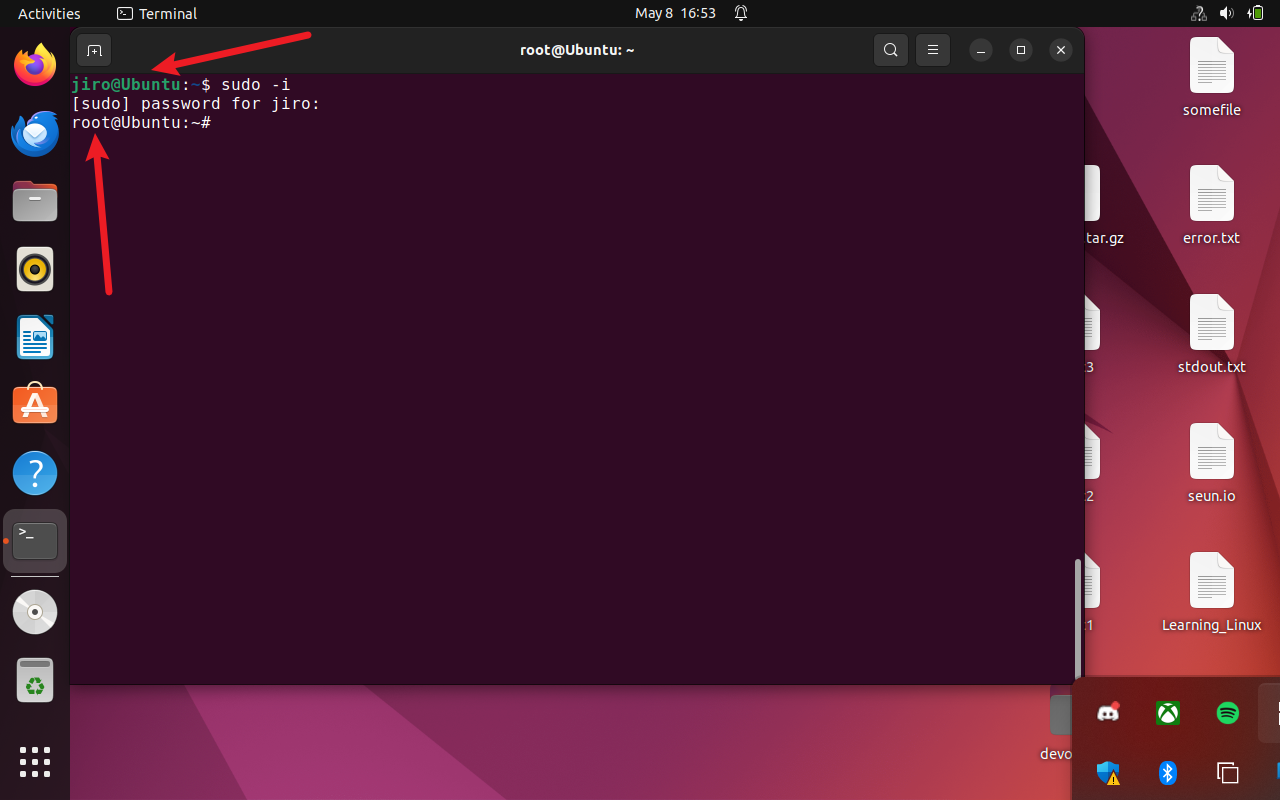 Activities
Terminal
May 8 16:53
root@Ubuntu: ~
jiro@Ubuntu:~$ sudo -i
[sudo] password for jiro:
root@Ubuntu:~#
somefile
tar.gz
error.txt
3
stdout.txt
2
seun.io
1
Learning_Linux
devo